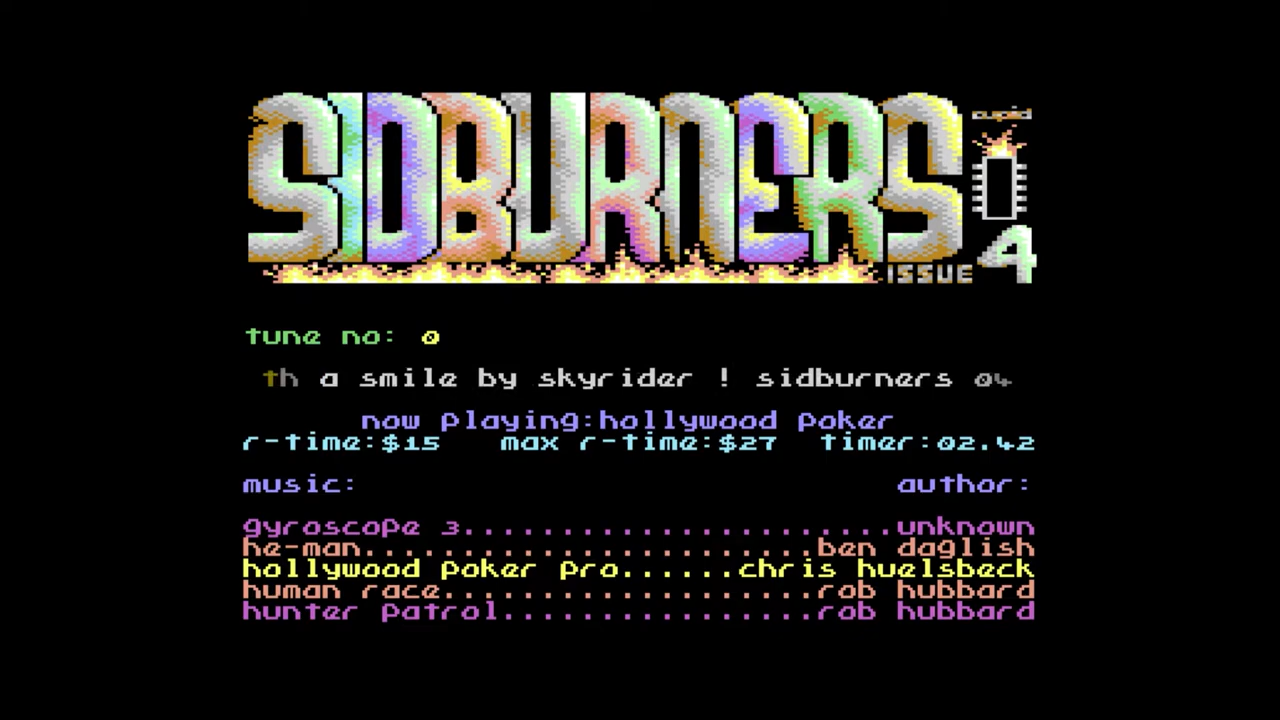 SIDBURNERS
cupid
ISSUE 4
tune no: 0
th a smile by skyrider ! sidburners 04
now playing:hollywood poker
r-time:$15 max r-time:$27 timer:02.42
music: author:
gyroscope 3......................unknown
he-man.......................ben daglish
hollywood poker pro......chris huelsbeck
human race...................rob hubbard
hunter patrol................rob hubbard